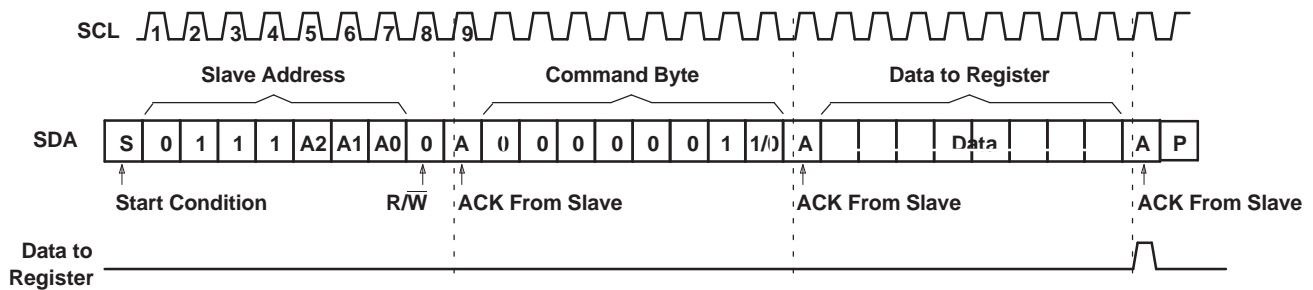 SCL 1 2 3 4 5 6 7 8 9
Slave Address Command Byte Data to Register
SDA S 0 1 1 1 A2 A1 A0 0 A 0 0 0 0 0 0 1 1/0 A Data A P
Start Condition R/W ACK From Slave ACK From Slave ACK From Slave
Data to
Register